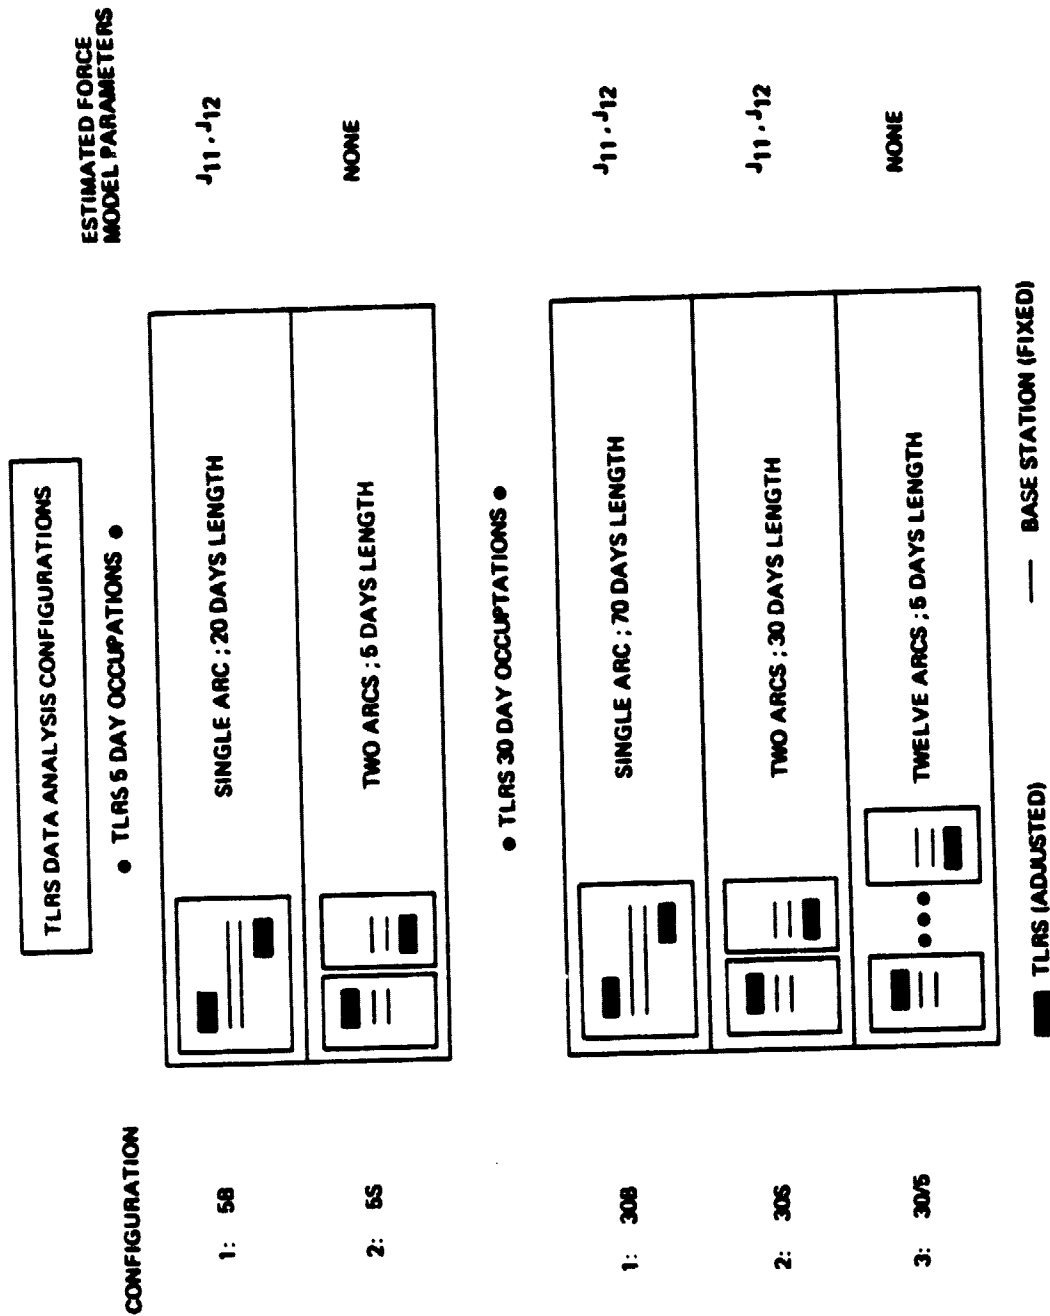 TLRS DATA ANALYSIS CONFIGURATIONS
CONFIGURATION
● TLRS 5 DAY OCCUPATIONS ●
ESTIMATED FORCE
MODEL PARAMETERS
1: 5B
SINGLE ARC ; 20 DAYS LENGTH
J11 , J12
2: 5S
TWO ARCS ; 5 DAYS LENGTH
NONE
● TLRS 30 DAY OCCUPTATIONS ●
1: 30B
SINGLE ARC ; 70 DAYS LENGTH
J11 , J12
2: 30S
TWO ARCS ; 30 DAYS LENGTH
J11 , J12
3: 30/5
TWELVE ARCS ; 5 DAYS LENGTH
NONE
TLRS (ADJUSTED)
BASE STATION (FIXED)